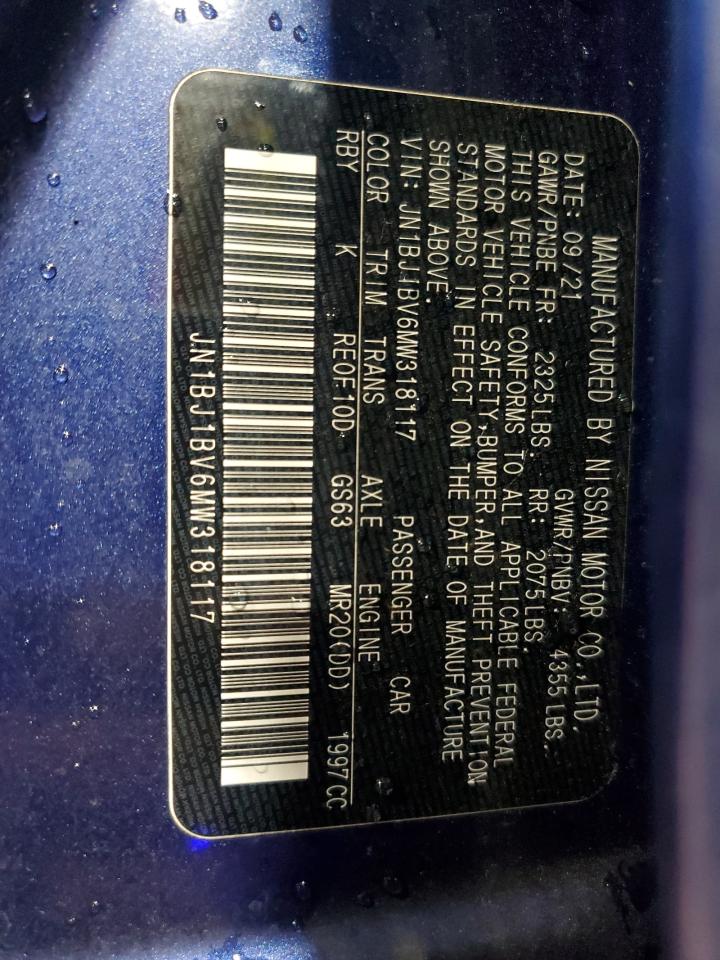 MANUFACTURED BY NISSAN MOTOR CO.,LTD.
DATE: 09/21 GVWR/PNBV: 4355 LBS.
GAWR/PNBE FR: 2325 LBS. RR: 2075 LBS.
THIS VEHICLE CONFORMS TO ALL APPLICABLE FEDERAL
MOTOR VEHICLE SAFETY,BUMPER,AND THEFT PREVENTION
STANDARDS IN EFFECT ON THE DATE OF MANUFACTURE
SHOWN ABOVE.
VIN: JN1BJ1BV6MW318117 PASSENGER CAR
COLOR TRIM TRANS AXLE ENGINE
RBY K RE0F10D GS63 MR20(DD) 1997CC
JN1BJ1BV6MW318117